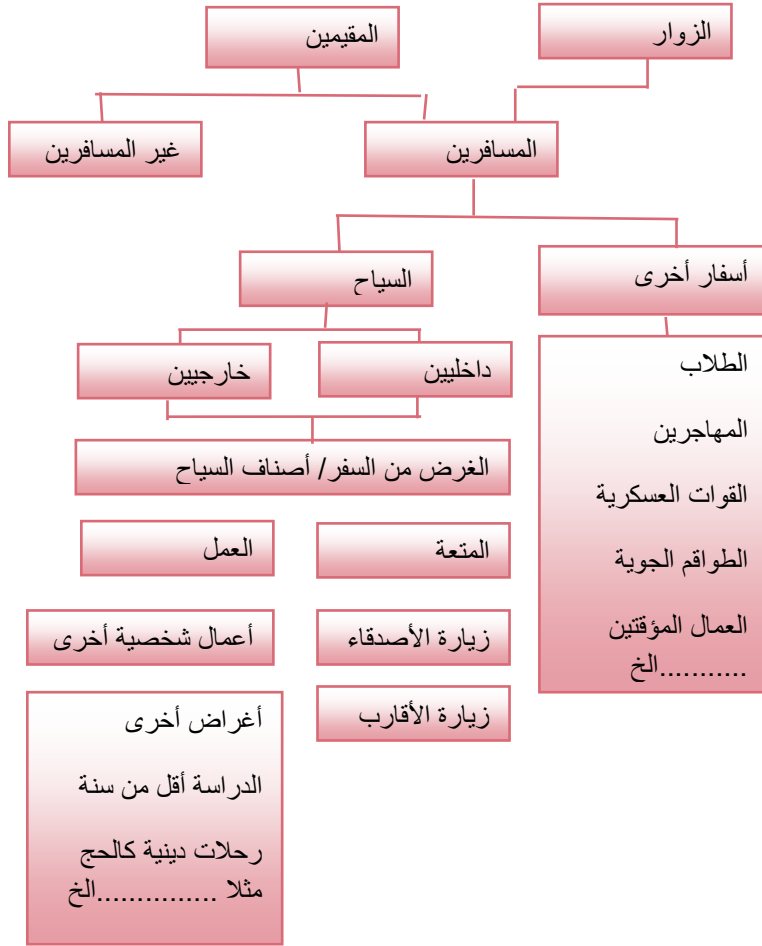 الزوار
المقيمين
المسافرين
غير المسافرين
أسفار أخرى
السياح
الطلاب
المهاجرين
القوات العسكرية
الطواقم الجوية
العمال المؤقتين
...........الخ
داخليين
خارجيين
الغرض من السفر/ أصناف السياح
المتعة
العمل
زيارة الأصدقاء
أعمال شخصية أخرى
زيارة الأقارب
أغراض أخرى
الدراسة أقل من سنة
رحلات دينية كالحج
مثلا ...............الخ